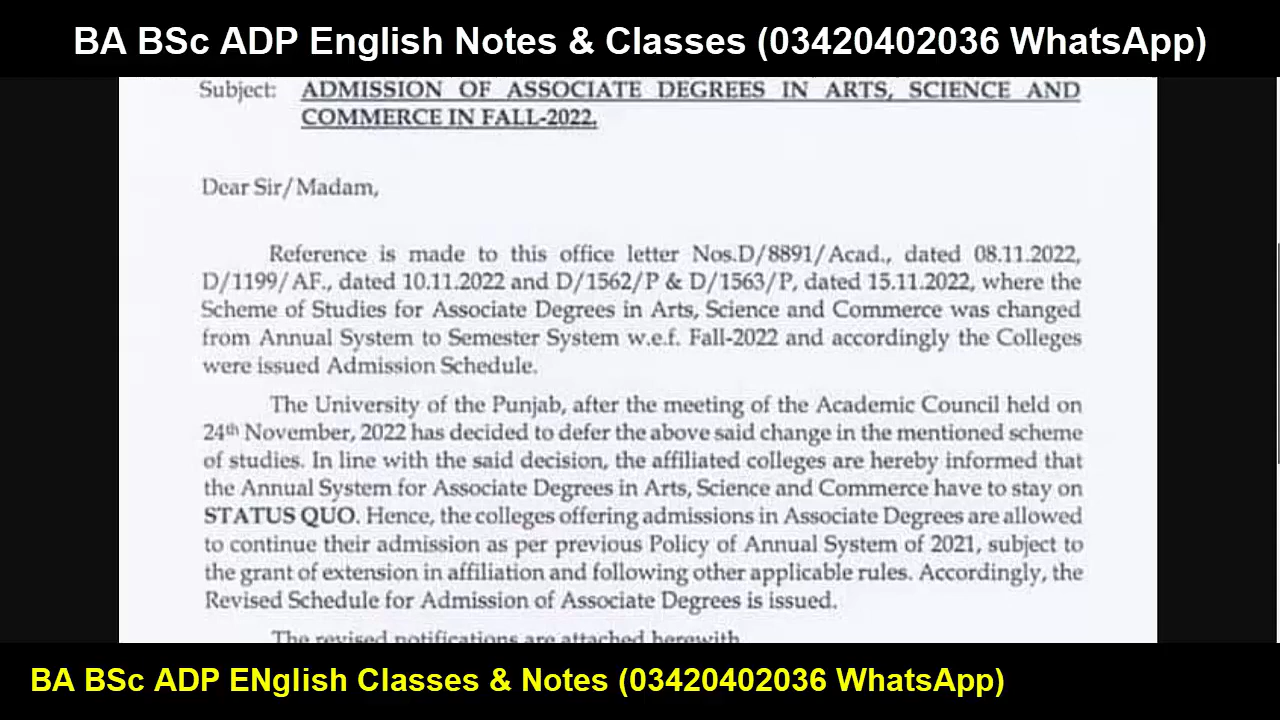 BA BSc ADP English Notes & Classes (03420402036 WhatsApp)
Subject: ADMISSION OF ASSOCIATE DEGREES IN ARTS, SCIENCE AND
COMMERCE IN FALL-2022.
Dear Sir/Madam,
Reference is made to this office letter Nos.D/8891/Acad., dated 08.11.2022,
D/1199/AF., dated 10.11.2022 and D/1562/P & D/1563/P, dated 15.11.2022, where the
Scheme of Studies for Associate Degrees in Arts, Science and Commerce was changed
from Annual System to Semester System w.e.f. Fall-2022 and accordingly the Colleges
were issued Admission Schedule.
The University of the Punjab, after the meeting of the Academic Council held on
24th November, 2022 has decided to defer the above said change in the mentioned scheme
of studies. In line with the said decision, the affiliated colleges are hereby informed that
the Annual System for Associate Degrees in Arts, Science and Commerce have to stay on
STATUS QUO. Hence, the colleges offering admissions in Associate Degrees are allowed
to continue their admission as per previous Policy of Annual System of 2021, subject to
the grant of extension in affiliation and following other applicable rules. Accordingly, the
Revised Schedule for Admission of Associate Degrees is issued.
The revised notifications are attached herewith
BA BSc ADP ENglish Classes & Notes (03420402036 WhatsApp)